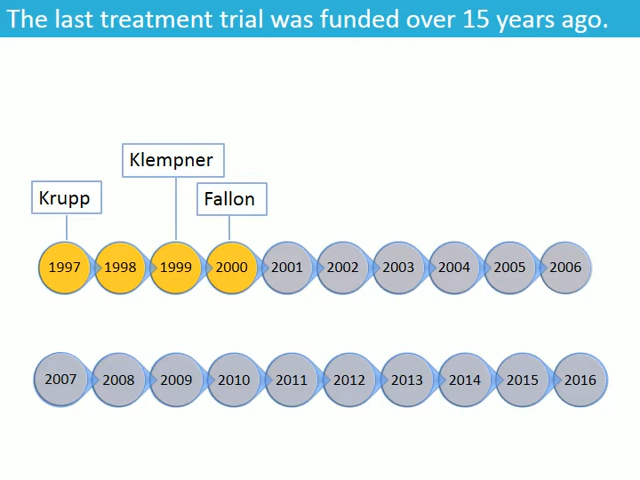 The last treatment trial was funded over 15 years ago.
Klempner
Krupp
Fallon
1997 1998 1999 2000 2001 2002 2003 2004 2005 2006
2007 2008 2009 2010 2011 2012 2013 2014 2015 2016